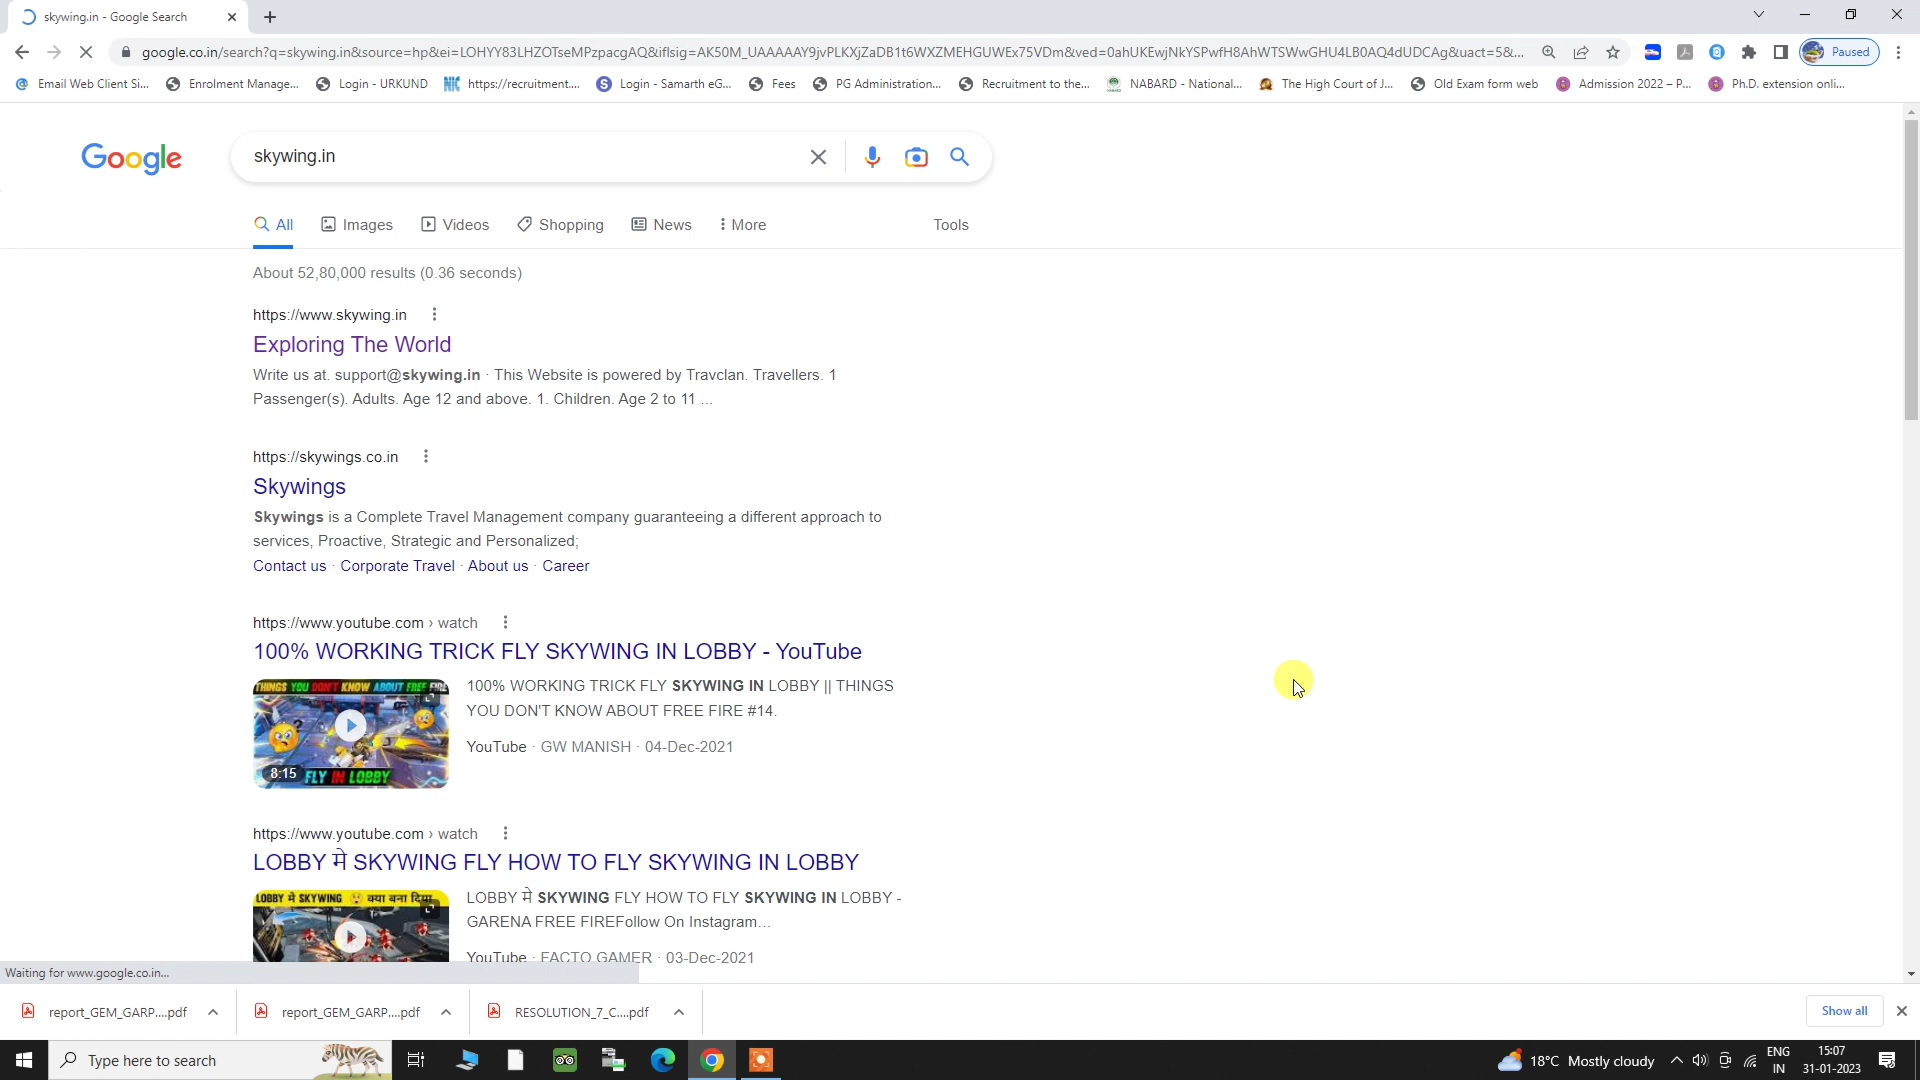 skywing.in - Google Search
google.co.in/search?q=skywing.in&source=hp&ei=LOHYY83LHZOTseMPzpacgAQ&iflsig=AK50M_UAAAAAY9jvPLKXjZaDB1t6WXZMEHGUWEx75VDm&ved=0ahUKEwjNkYSPwfH8AhWTSWwGHU4LB0AQ4dUDCAg&uact=5&...
Paused
Email Web Client Si... Enrolment Manage... Login - URKUND https://recruitment.... Login - Samarth eG... Fees PG Administration... Recruitment to the... NABARD - National... The High Court of J... Old Exam form web Admission 2022 – P... Ph.D. extension onli...
Google
skywing.in
All Images Videos Shopping News More Tools
About 52,80,000 results (0.36 seconds)
https://www.skywing.in
Exploring The World
Write us at. support@skywing.in · This Website is powered by Travclan. Travellers. 1
Passenger(s). Adults. Age 12 and above. 1. Children. Age 2 to 11 ...
https://skywings.co.in
Skywings
Skywings is a Complete Travel Management company guaranteeing a different approach to
services, Proactive, Strategic and Personalized;
Contact us · Corporate Travel · About us · Career
https://www.youtube.com › watch
100% WORKING TRICK FLY SKYWING IN LOBBY - YouTube
THINGS YOU DON'T KNOW ABOUT FREE FIRE
8:15 FLY IN LOBBY
100% WORKING TRICK FLY SKYWING IN LOBBY || THINGS
YOU DON'T KNOW ABOUT FREE FIRE #14.
YouTube · GW MANISH · 04-Dec-2021
https://www.youtube.com › watch
LOBBY मे SKYWING FLY HOW TO FLY SKYWING IN LOBBY
LOBBY मे SKYWING क्या बना दिया
LOBBY मे SKYWING FLY HOW TO FLY SKYWING IN LOBBY -
GARENA FREE FIREFollow On Instagram...
YouTube · FACTO GAMER · 03-Dec-2021
Waiting for www.google.co.in...
report_GEM_GARP....pdf report_GEM_GARP....pdf RESOLUTION_7_C....pdf Show all
Type here to search
18°C Mostly cloudy
ENG
IN
15:07
31-01-2023